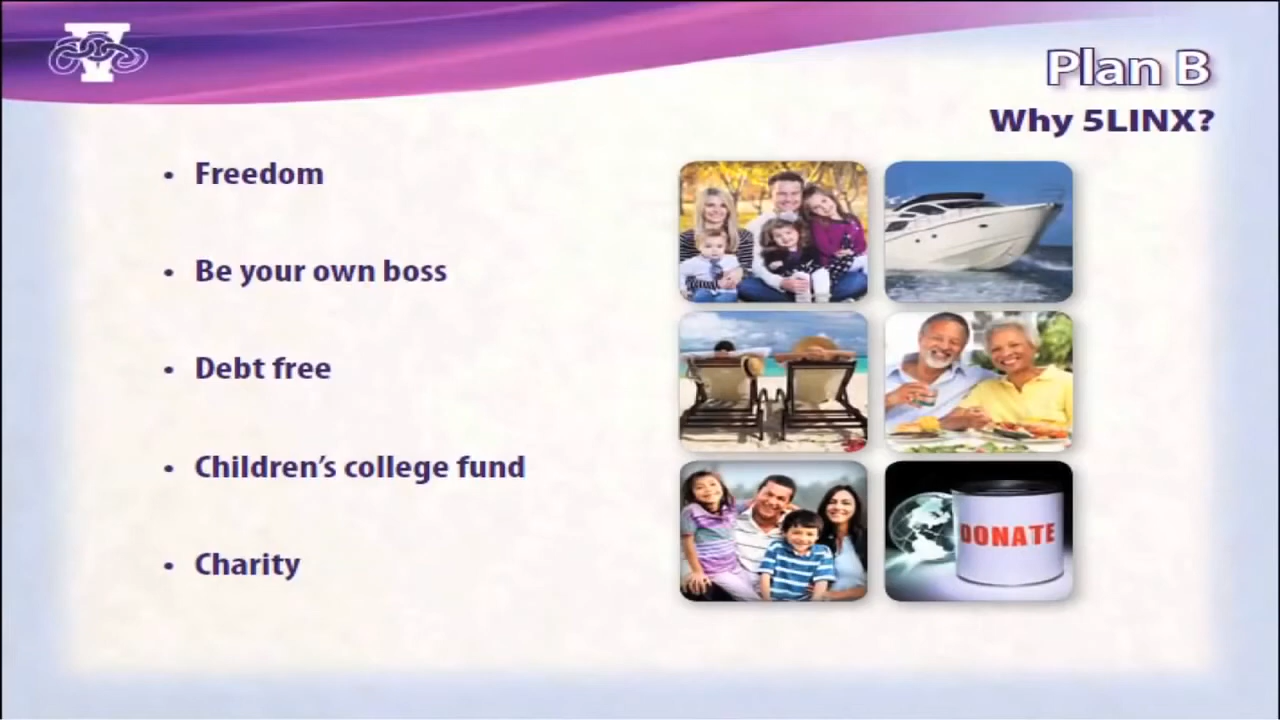 Plan B
Why 5LINX?
• Freedom
• Be your own boss
• Debt free
• Children’s college fund
• Charity
DONATE